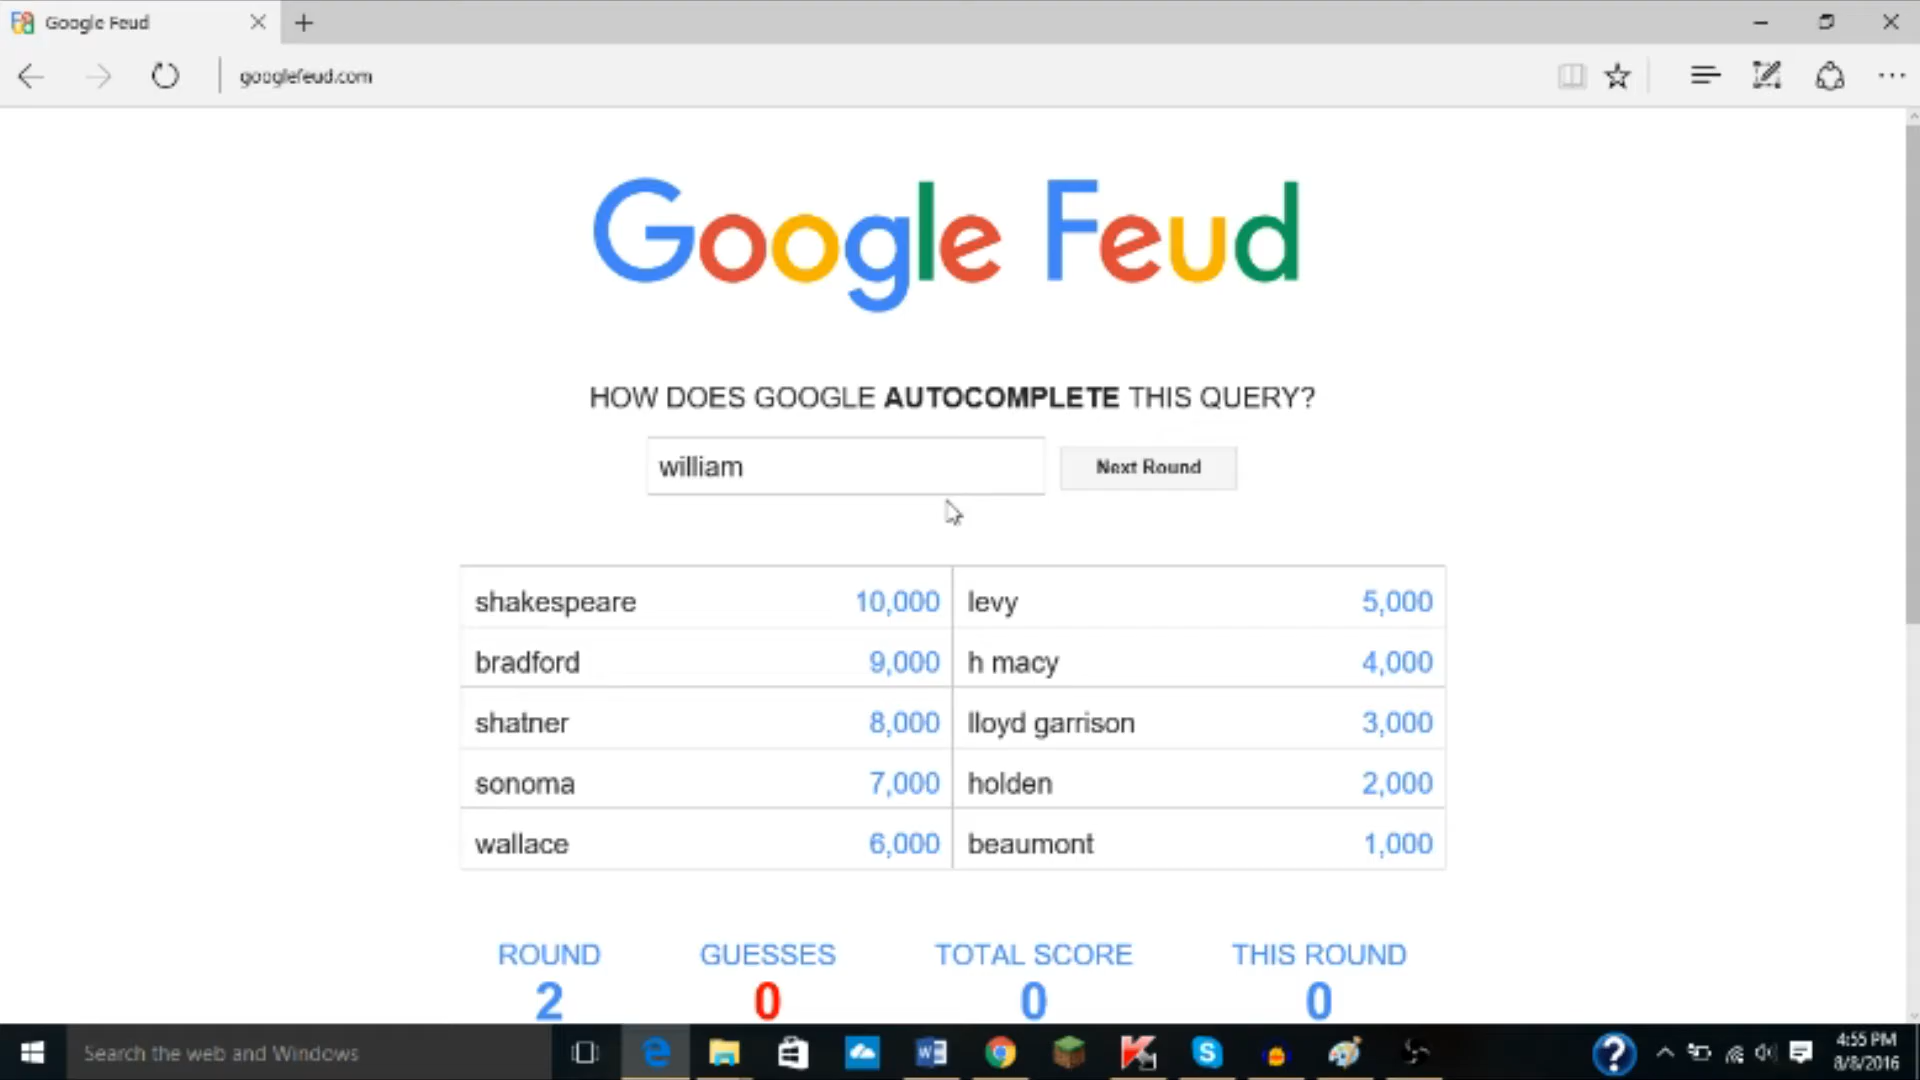 Google Feud
googlefeud.com
Google Feud
HOW DOES GOOGLE AUTOCOMPLETE THIS QUERY?
william
Next Round
shakespeare 10,000 levy 5,000
bradford 9,000 h macy 4,000
shatner 8,000 lloyd garrison 3,000
sonoma 7,000 holden 2,000
wallace 6,000 beaumont 1,000
ROUND GUESSES TOTAL SCORE THIS ROUND
2 0 0 0
Search the web and Windows
4:55 PM
8/8/2016